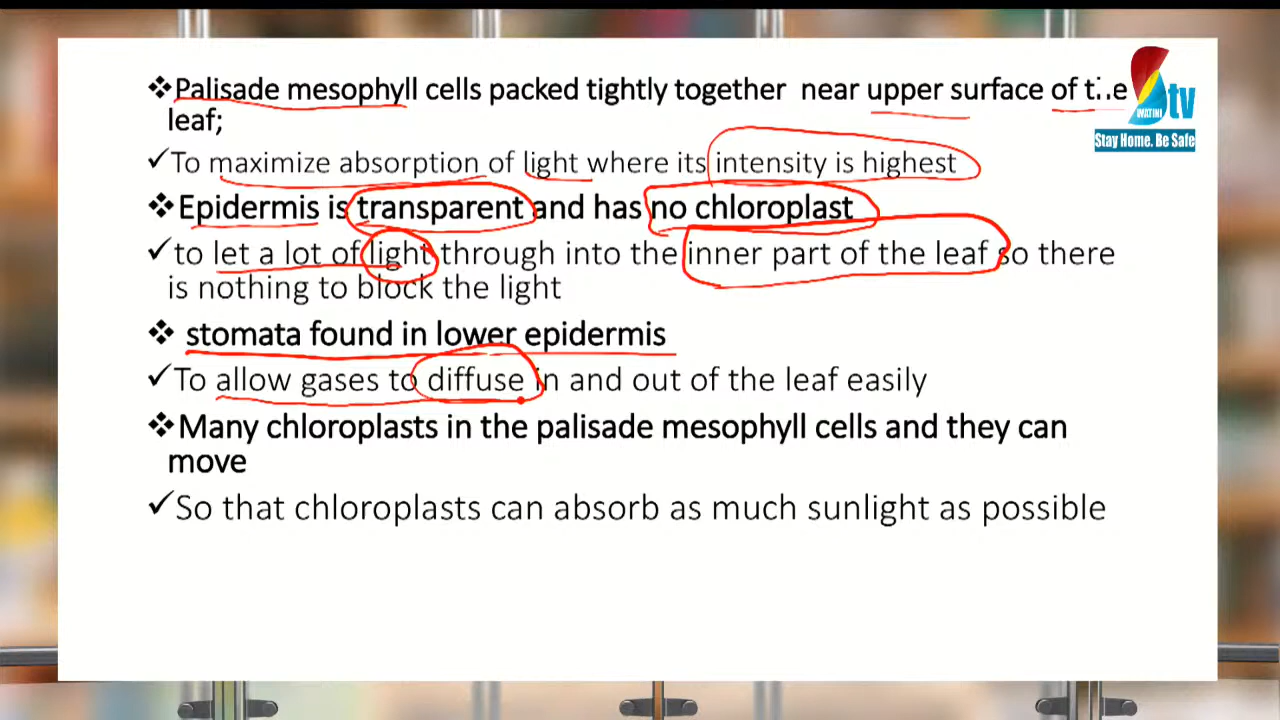 ❖Palisade mesophyll cells packed tightly together near upper surface of the
leaf;
✓To maximize absorption of light where its intensity is highest
❖Epidermis is transparent and has no chloroplast
✓to let a lot of light through into the inner part of the leaf so there
is nothing to block the light
❖ stomata found in lower epidermis
✓To allow gases to diffuse in and out of the leaf easily
❖Many chloroplasts in the palisade mesophyll cells and they can
move
✓So that chloroplasts can absorb as much sunlight as possible
tv
Stay Home. Be Safe